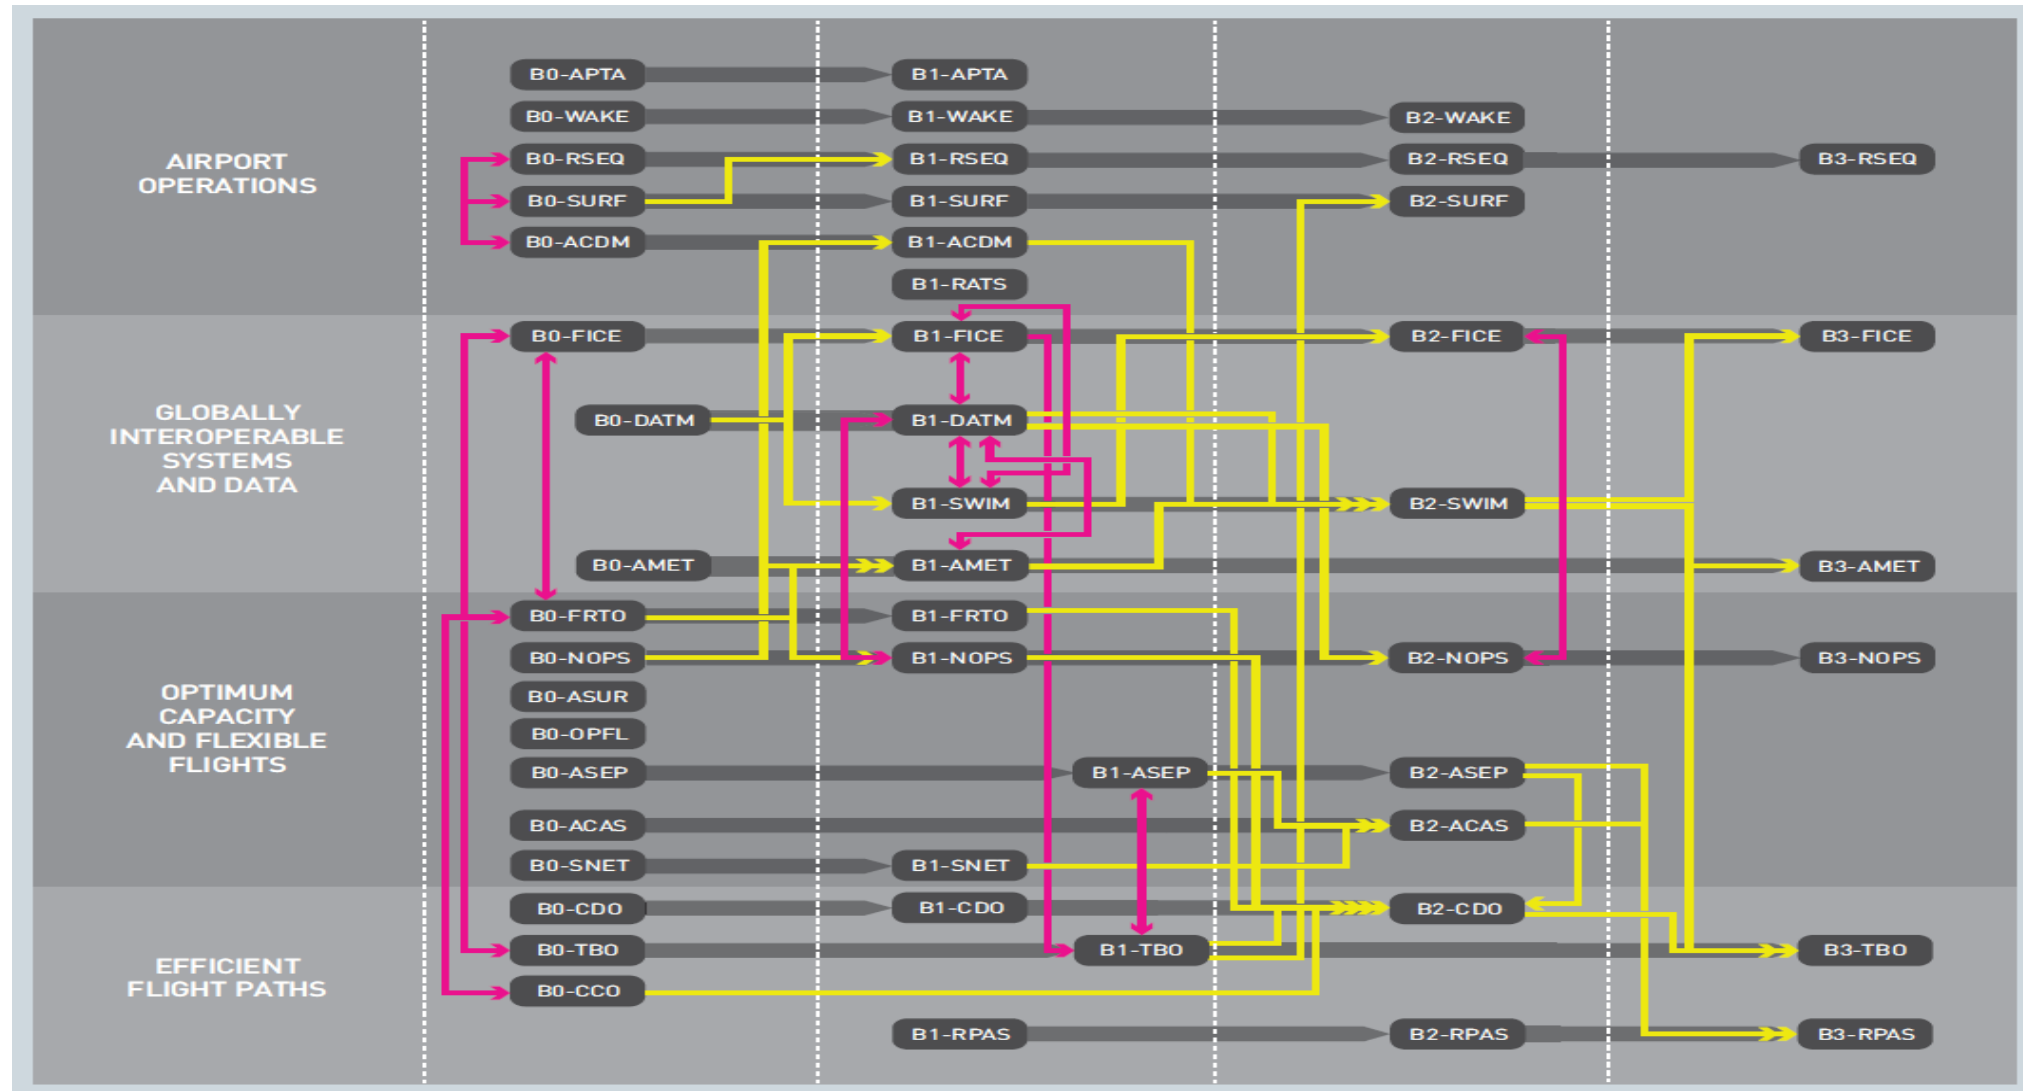 B0-APTA B1-APTA
B0-WAKE B1-WAKE B2-WAKE
AIRPORT
OPERATIONS
B0-RSEQ B1-RSEQ B2-RSEQ B3-RSEQ
B0-SURF B1-SURF B2-SURF
B0-ACDM B1-ACDM
B1-RATS
B0-FICE B1-FICE B2-FICE B3-FICE
GLOBALLY
INTEROPERABLE
SYSTEMS
AND DATA
B0-DATM B1-DATM
B1-SWIM B2-SWIM
B0-AMET B1-AMET B3-AMET
B0-FRTO B1-FRTO
B0-NOPS B1-NOPS B2-NOPS B3-NOPS
OPTIMUM
CAPACITY
AND FLEXIBLE
FLIGHTS
B0-ASUR
B0-OPFL
B0-ASEP B1-ASEP B2-ASEP
B0-ACAS B2-ACAS
B0-SNET B1-SNET
B0-CDO B1-CDO B2-CDO
B0-TBO B1-TBO B3-TBO
EFFICIENT
FLIGHT PATHS
B0-CCO
B1-RPAS B2-RPAS B3-RPAS